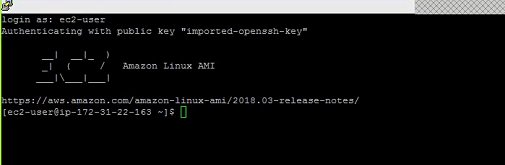 login as: ec2-user
Authenticating with public key "imported-openssh-key"
__|  __|_  )
_|  (     /   Amazon Linux AMI
___|\___|___|
https://aws.amazon.com/amazon-linux-ami/2018.03-release-notes/
[ec2-user@ip-172-31-22-163 ~]$